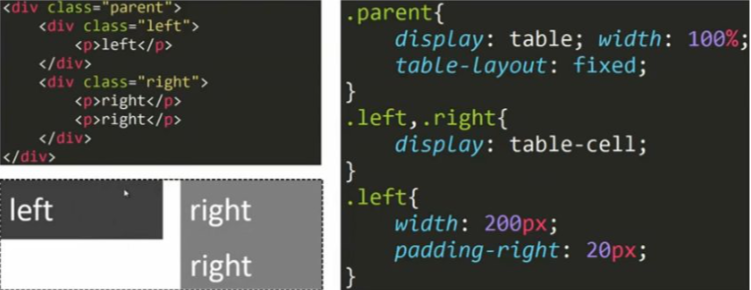 <div class="parent">
    <div class="left">
        <p>left</p>
    </div>
    <div class="right">
        <p>right</p>
        <p>right</p>
    </div>
</div>
left
right
right
.parent{
    display: table; width: 100%;
    table-layout: fixed;
}
.left,.right{
    display: table-cell;
}
.left{
    width: 200px;
    padding-right: 20px;
}